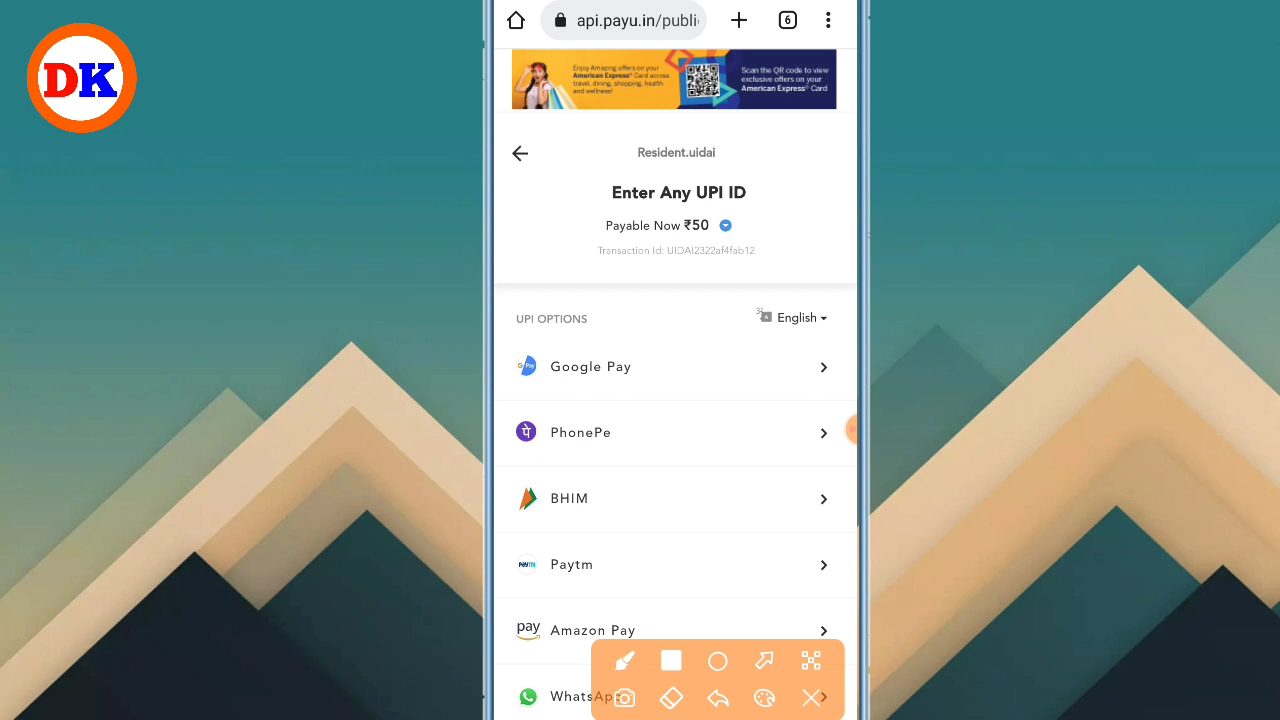 DK
api.payu.in/publi
6
Enjoy Amazing offers on your
American Express® Card across
travel, dining, shopping, health
and wellness!
Scan the QR code to view
exclusive offers on your
American Express® Card
Resident.uidai
Enter Any UPI ID
Payable Now ₹50
Transaction Id: UIDAI2322af4fab12
UPI OPTIONS
English
G Pay
Google Pay
पे
PhonePe
BHIM
Paytm
Paytm
pay
Amazon Pay
WhatsApp